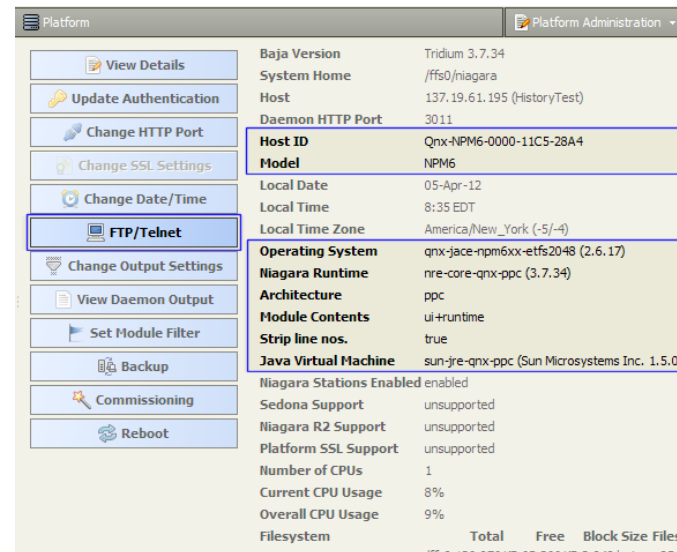 Platform
Platform Administration
View Details
Update Authentication
Change HTTP Port
Change SSL Settings
Change Date/Time
FTP/Telnet
Change Output Settings
View Daemon Output
Set Module Filter
Backup
Commissioning
Reboot
Baja Version Tridium 3.7.34
System Home /ffs0/niagara
Host 137.19.61.195 (HistoryTest)
Daemon HTTP Port 3011
Host ID Qnx-NPM6-0000-11C5-28A4
Model NPM6
Local Date 05-Apr-12
Local Time 8:35 EDT
Local Time Zone America/New_York (-5/-4)
Operating System qnx-jace-npm6xx-etfs2048 (2.6.17)
Niagara Runtime nre-core-qnx-ppc (3.7.34)
Architecture ppc
Module Contents ui+runtime
Strip line nos. true
Java Virtual Machine sun-jre-qnx-ppc (Sun Microsystems Inc. 1.5.0
Niagara Stations Enabled enabled
Sedona Support unsupported
Niagara R2 Support unsupported
Platform SSL Support unsupported
Number of CPUs 1
Current CPU Usage 8%
Overall CPU Usage 9%
Filesystem Total Free Block Size Files